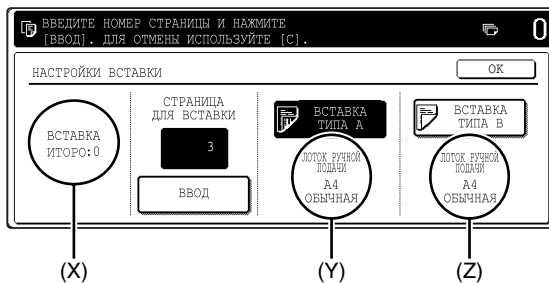 ВВЕДИТЕ НОМЕР СТРАНИЦЫ И НАЖМИТЕ
[ВВОД]. ДЛЯ ОТМЕНЫ ИСПОЛЬЗУЙТЕ [C].
0
НАСТРОЙКИ ВСТАВКИ
OK
ВСТАВКА
ИТОРО:0
СТРАНИЦА
ДЛЯ ВСТАВКИ
3
ВВОД
ВСТАВКА
ТИПА A
ЛОТОК РУЧНОЙ
ПОДАЧИ
A4
ОБЫЧНАЯ
ВСТАВКА
ТИПА B
ЛОТОК РУЧНОЙ
ПОДАЧИ
A4
ОБЫЧНАЯ
(X)
(Y)
(Z)